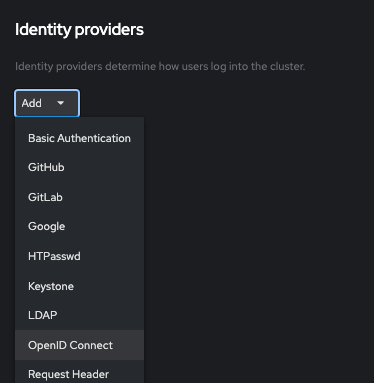 Identity providers
Identity providers determine how users log into the cluster.
Add
Basic Authentication
GitHub
GitLab
Google
HTPasswd
Keystone
LDAP
OpenID Connect
Request Header